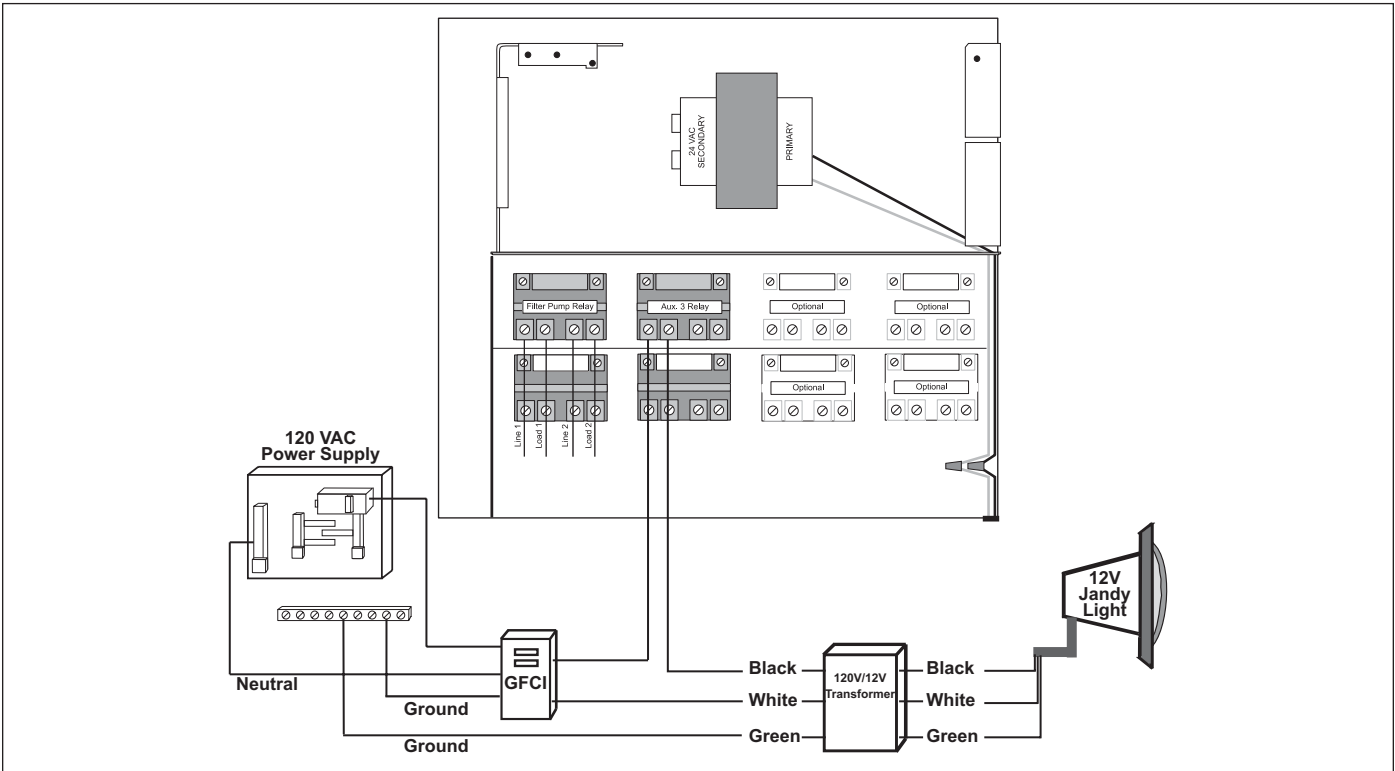 24 VAC
SECONDARY
PRIMARY
Filter Pump Relay
Aux. 3 Relay
Optional
Optional
Optional
Optional
Line 1
Load 1
Line 2
Load 2
120 VAC
Power Supply
12V
Jandy
Light
GFCI
Neutral
Ground
Ground
Black
White
Green
120V/12V
Transformer
Black
White
Green